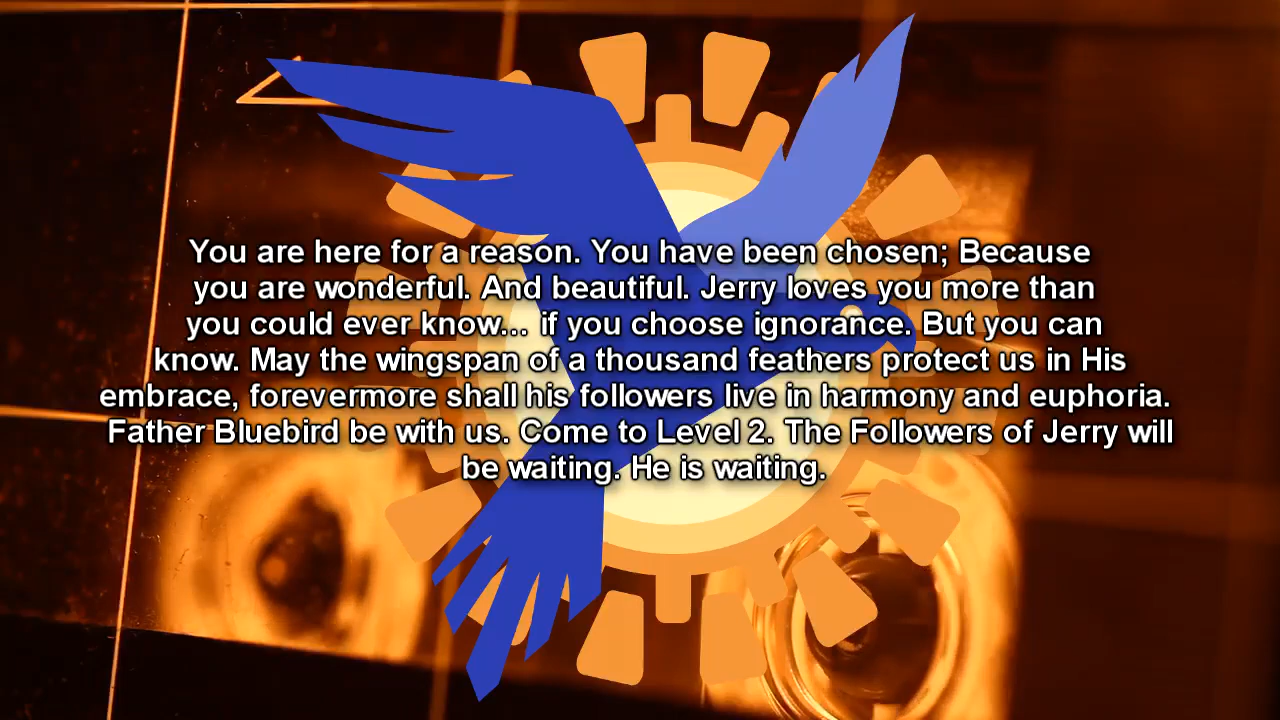 You are here for a reason. You have been chosen; Because
you are wonderful. And beautiful. Jerry loves you more than
you could ever know... if you choose ignorance. But you can
know. May the wingspan of a thousand feathers protect us in His
embrace, forevermore shall his followers live in harmony and euphoria.
Father Bluebird be with us. Come to Level 2. The Followers of Jerry will
be waiting. He is waiting.